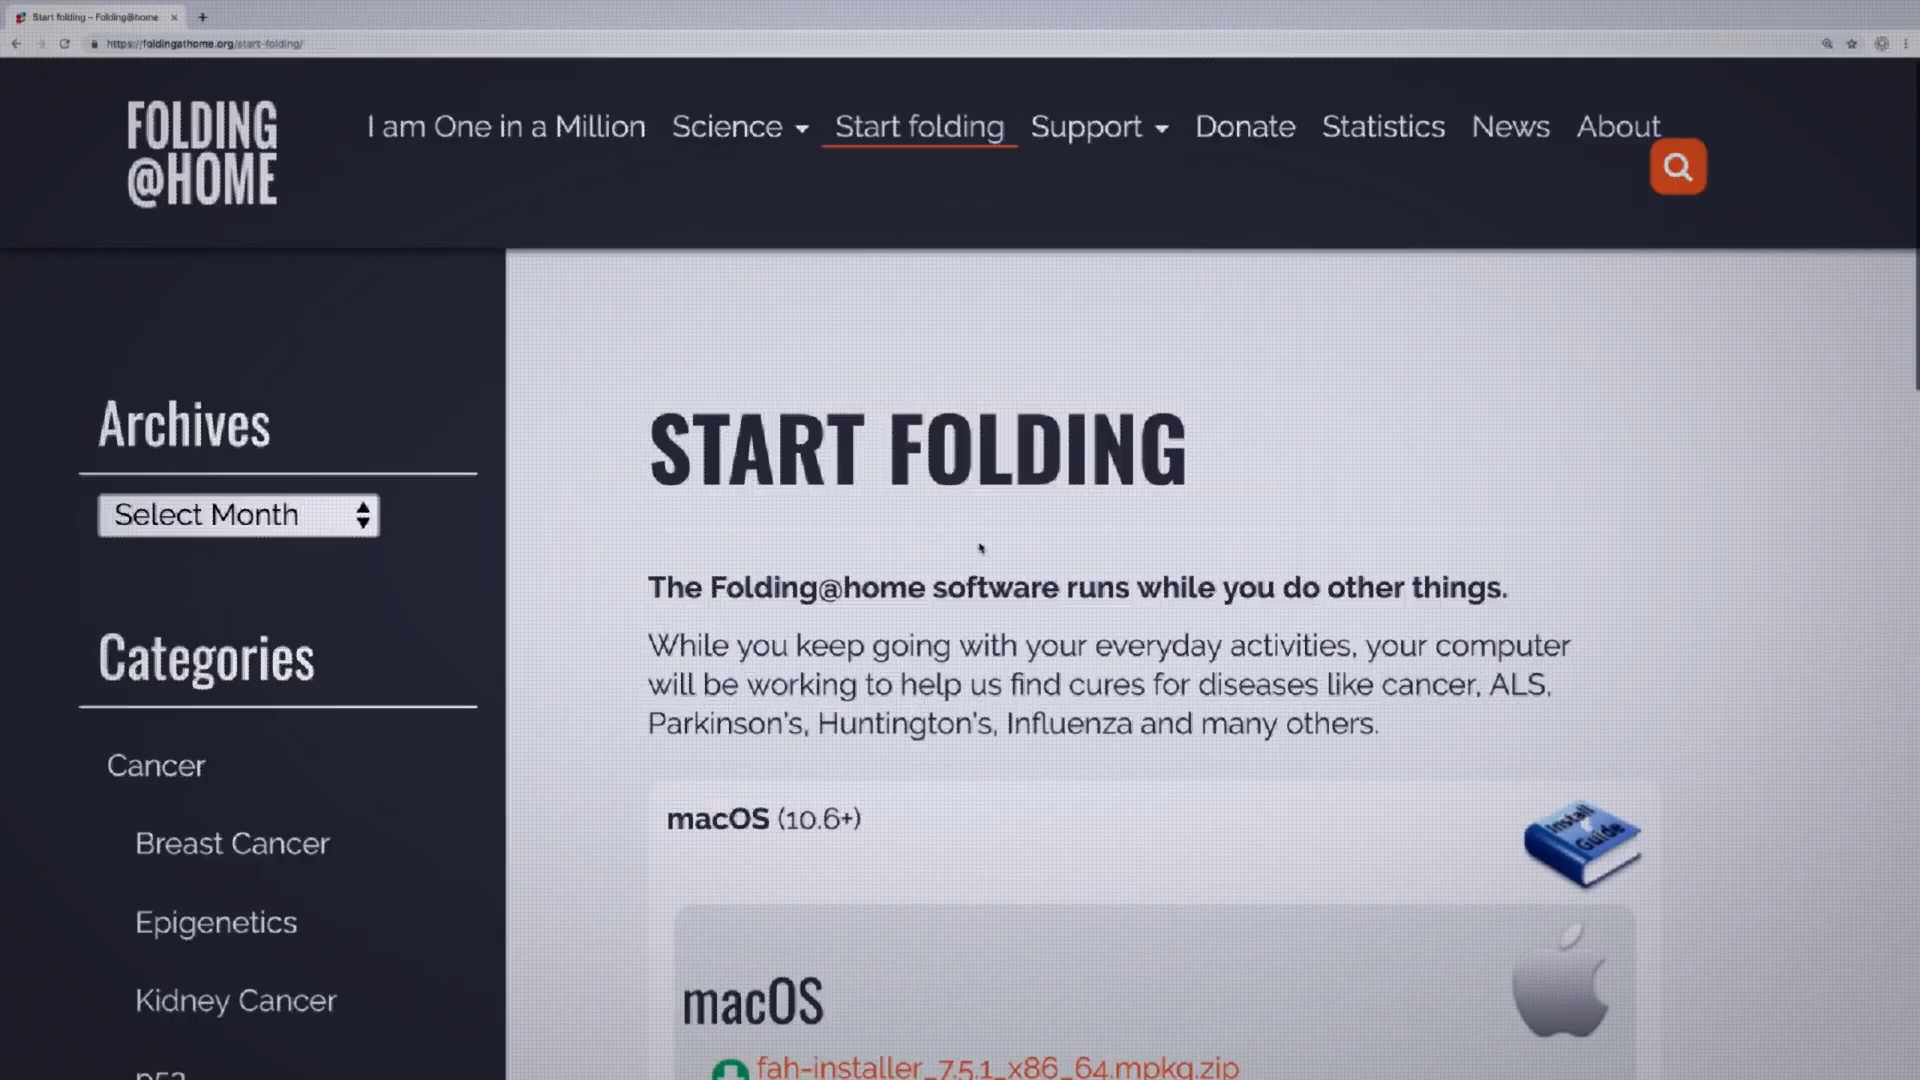 Start folding – Folding@home
https://foldingathome.org/start-folding/
FOLDING
@HOME
I am One in a Million Science Start folding Support Donate Statistics News About
Archives
Select Month
Categories
Cancer
Breast Cancer
Epigenetics
Kidney Cancer
p53
START FOLDING
The Folding@home software runs while you do other things.
While you keep going with your everyday activities, your computer
will be working to help us find cures for diseases like cancer, ALS,
Parkinson's, Huntington's, Influenza and many others.
macOS (10.6+)
Install
Guide
macOS
fah-installer_7.5.1_x86_64.mpkg.zip